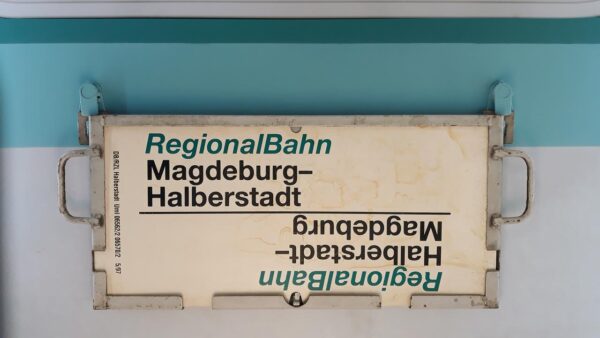 RegionalBahn
Magdeburg–
Halberstadt
RegionalBahn
Halberstadt–
Magdeburg